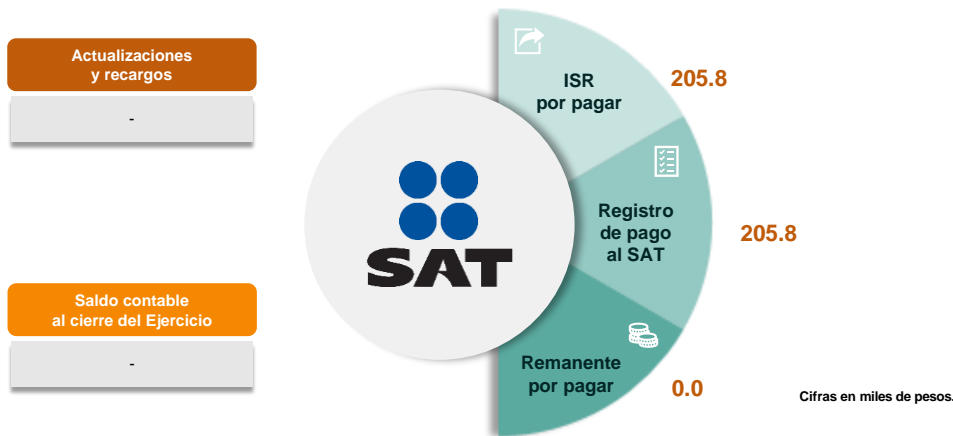 Actualizaciones
y recargos
-
Saldo contable
al cierre del Ejercicio
-
SAT
ISR
por pagar
205.8
Registro
de pago
al SAT
205.8
Remanente
por pagar
0.0
Cifras en miles de pesos.